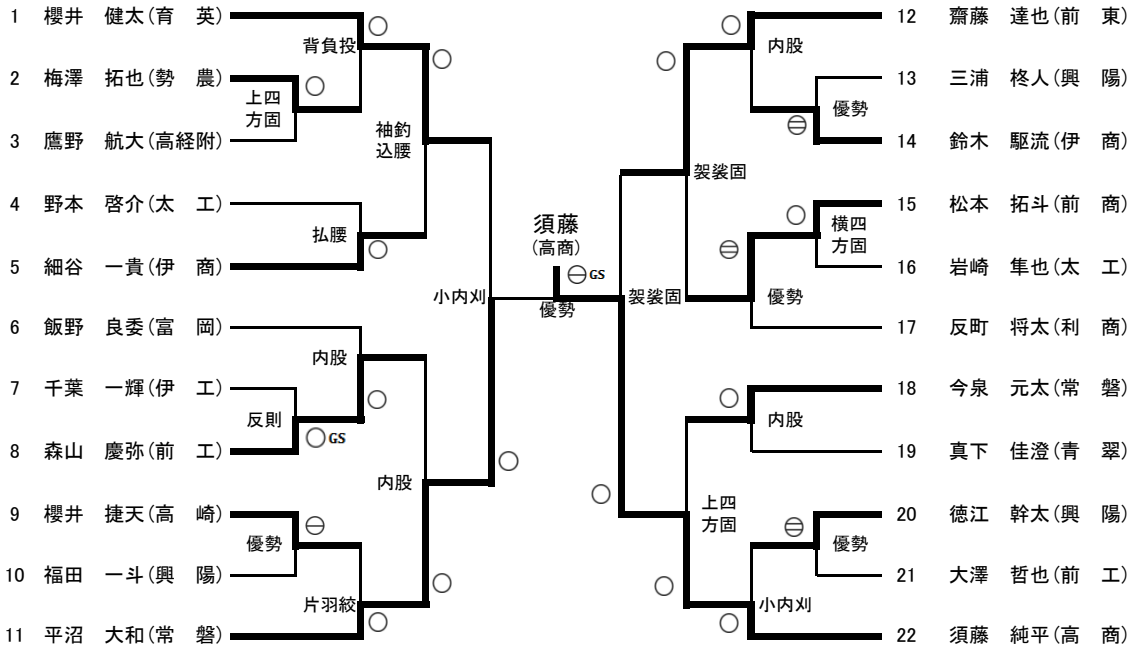 1 櫻井 健太(育 英)
背負投
2 梅澤 拓也(勢 農)
上四
方固
3 鷹野 航大(高経附)
袖釣
込腰
4 野本 啓介(太 工)
払腰
5 細谷 一貴(伊 商)
小内刈
6 飯野 良委(富 岡)
内股
7 千葉 一輝(伊 工)
反則
GS
8 森山 慶弥(前 工)
内股
9 櫻井 捷天(高 崎)
優勢
10 福田 一斗(興 陽)
片羽絞
11 平沼 大和(常 磐)
須藤
(高商)
GS
優勢
12 齋藤 達也(前 東)
内股
13 三浦 柊人(興 陽)
優勢
14 鈴木 駆流(伊 商)
袈裟固
15 松本 拓斗(前 商)
横四
方固
16 岩崎 隼也(太 工)
優勢
袈裟固
17 反町 将太(利 商)
18 今泉 元太(常 磐)
内股
19 真下 佳澄(青 翠)
上四
方固
20 徳江 幹太(興 陽)
優勢
21 大澤 哲也(前 工)
小内刈
22 須藤 純平(高 商)